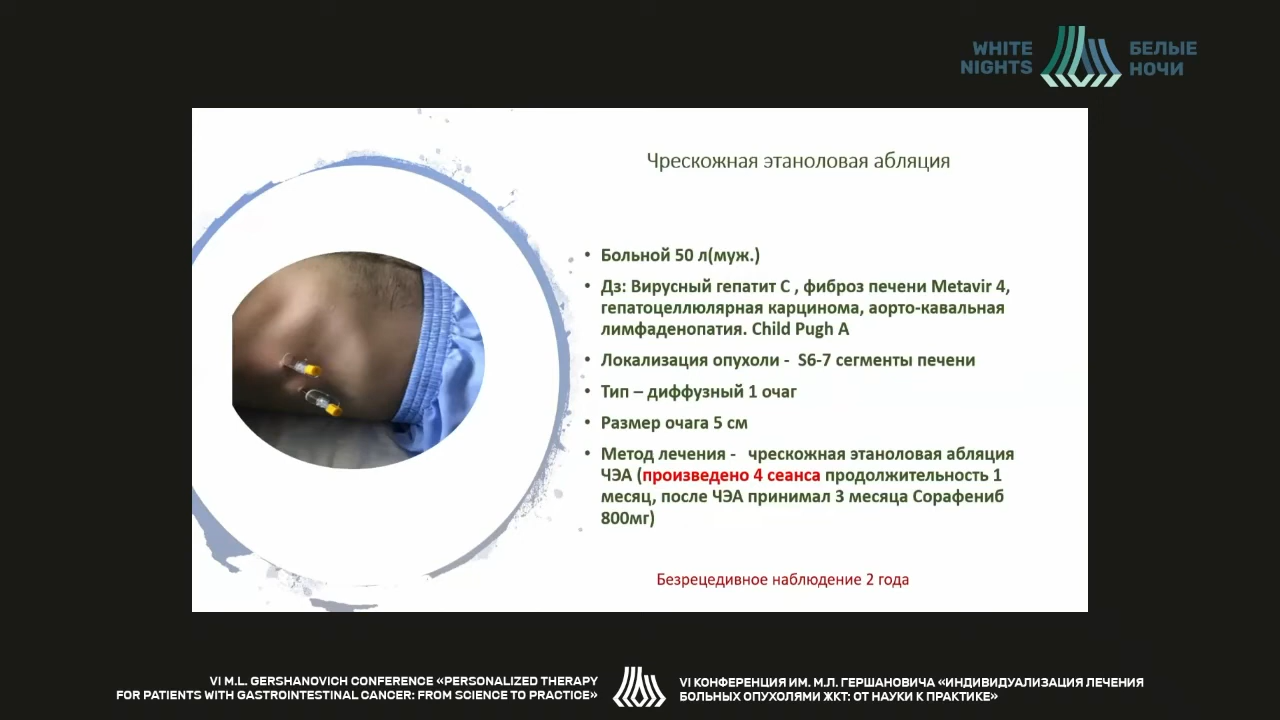 WHITE
NIGHTS
БЕЛЫЕ
НОЧИ
Чрескожная этаноловая абляция
• Больной 50 л(муж.)
• Дз: Вирусный гепатит С , фиброз печени Metavir 4,
гепатоцеллюлярная карцинома, аорто-кавальная
лимфаденопатия. Child Pugh A
• Локализация опухоли - S6-7 сегменты печени
• Тип – диффузный 1 очаг
• Размер очага 5 см
• Метод лечения - чрескожная этаноловая абляция
ЧЭА (произведено 4 сеанса продолжительность 1
месяц, после ЧЭА принимал 3 месяца Сорафениб
800мг)
Безрецедивное наблюдение 2 года
VI M.L. GERSHANOVICH CONFERENCE «PERSONALIZED THERAPY
FOR PATIENTS WITH GASTROINTESTINAL CANCER: FROM SCIENCE TO PRACTICE»
VI КОНФЕРЕНЦИЯ ИМ. М.Л. ГЕРШАНОВИЧА «ИНДИВИДУАЛИЗАЦИЯ ЛЕЧЕНИЯ
БОЛЬНЫХ ОПУХОЛЯМИ ЖКТ: ОТ НАУКИ К ПРАКТИКЕ»